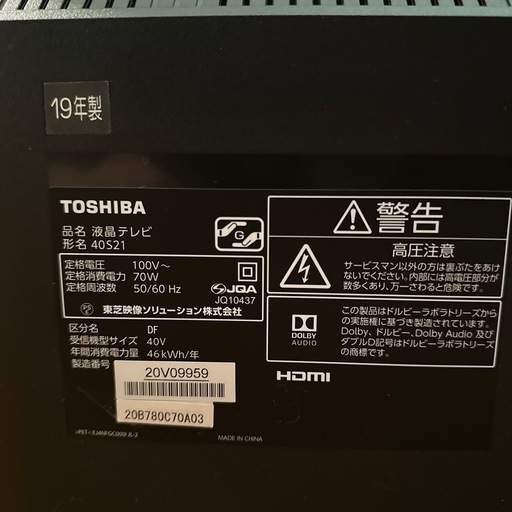 19年製
TOSHIBA
品名 液晶テレビ
形名 40S21
G
定格電圧 100V～
定格消費電力 70W
定格周波数 50/60 Hz
JQA
JQ10437
PS
E
東芝映像ソリューション株式会社
区分名 DF
受信機型サイズ 40V
年間消費電力量 46kWh/年
製造番号
20V09959
20B780C70A03
MADE IN CHINA
警告
高圧注意
サービスマン以外の方は裏ぶたをあけ
ないでください。内部には高電圧部分が
数多くあり、万一さわると危険です。
この製品はドルビーラボラトリーズから
の実施権に基づき製造されています。
Dolby、ドルビー、Dolby Audio 及び
ダブルD記号はドルビーラボラトリーズ
の商標です。
DOLBY
AUDIO
HDMI